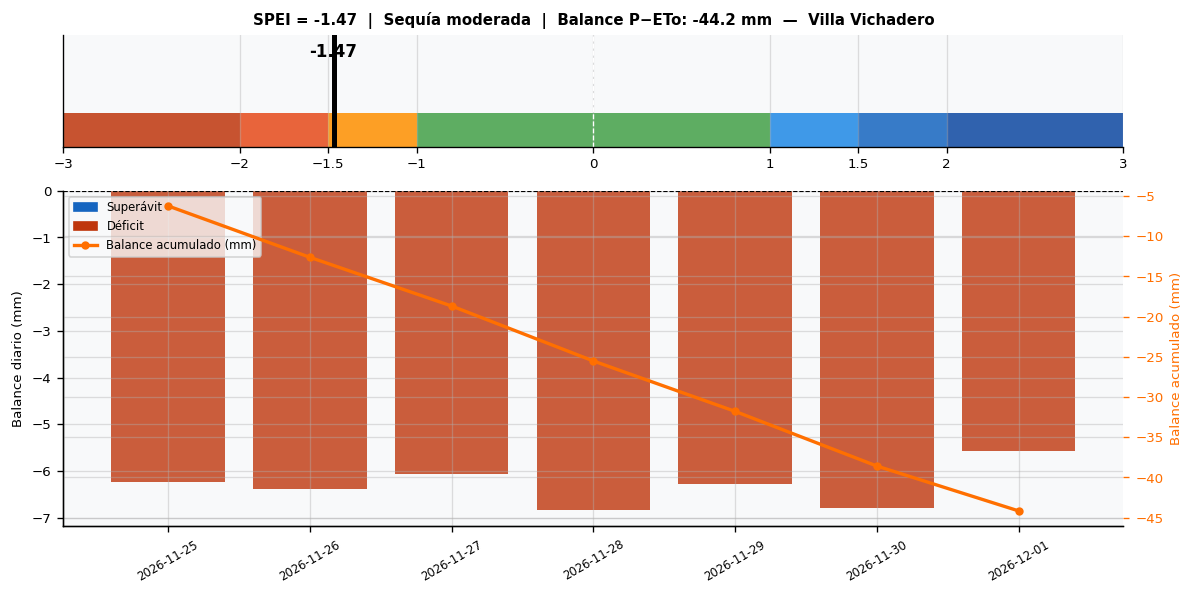 SPEI = -1.47  |  Sequía moderada  |  Balance P−ETo: -44.2 mm  —  Villa Vichadero
-1.47
−3 −2 −1.5 −1 0 1 1.5 2 3
Superávit
Déficit
Balance acumulado (mm)
Balance diario (mm)
0
−1
−2
−3
−4
−5
−6
−7
−5
−10
−15
−20
−25
−30
−35
−40
−45
Balance acumulado (mm)
2026-11-25 2026-11-26 2026-11-27 2026-11-28 2026-11-29 2026-11-30 2026-12-01